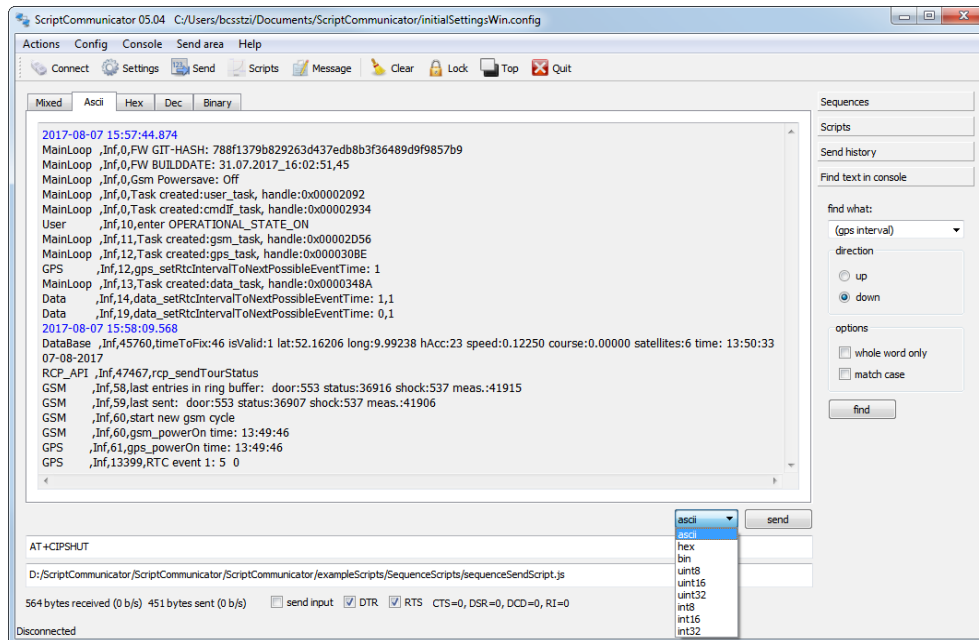 ScriptCommunicator 05.04 C:/Users/bcsstzi/Documents/ScriptCommunicator/initialSettingsWin.config
Actions Config Console Send area Help
Connect Settings Send Scripts Message Clear Lock Top Quit
Mixed Ascii Hex Dec Binary
2017-08-07 15:57:44.874
MainLoop ,Inf,0,FW GIT-HASH: 788f1379b829263d437edb8b3f36489d9f9857b9
MainLoop ,Inf,0,FW BUILDDATE: 31.07.2017_16:02:51,45
MainLoop ,Inf,0,Gsm Powersave: Off
MainLoop ,Inf,0,Task created:user_task, handle:0x00002092
MainLoop ,Inf,0,Task created:cmdIf_task, handle:0x00002934
User ,Inf,10,enter OPERATIONAL_STATE_ON
MainLoop ,Inf,11,Task created:gsm_task, handle:0x00002D56
MainLoop ,Inf,12,Task created:gps_task, handle:0x000030BE
GPS ,Inf,12,gps_setRtcIntervalToNextPossibleEventTime: 1
MainLoop ,Inf,13,Task created:data_task, handle:0x0000348A
Data ,Inf,14,data_setRtcIntervalToNextPossibleEventTime: 1,1
Data ,Inf,19,data_setRtcIntervalToNextPossibleEventTime: 0,1
2017-08-07 15:58:09.568
DataBase ,Inf,45760,timeToFix:46 isValid:1 lat:52.16206 long:9.99238 hAcc:23 speed:0.12250 course:0.00000 satellites:6 time: 13:50:33
07-08-2017
RCP_API ,Inf,47467,rcp_sendTourStatus
GSM ,Inf,58,last entries in ring buffer: door:553 status:36916 shock:537 meas.:41915
GSM ,Inf,59,last sent: door:553 status:36907 shock:537 meas.:41906
GSM ,Inf,60,start new gsm cycle
GSM ,Inf,60,gsm_powerOn time: 13:49:46
GPS ,Inf,61,gps_powerOn time: 13:49:46
GPS ,Inf,13399,RTC event 1: 5 0
Sequences
Scripts
Send history
Find text in console
find what:
(gps interval)
direction
up
down
options
whole word only
match case
find
ascii
send
ascii
hex
bin
uint8
uint16
uint32
int8
int16
int32
AT+CIPSHUT
D:/ScriptCommunicator/ScriptCommunicator/ScriptCommunicator/exampleScripts/SequenceScripts/sequenceSendScript.js
564 bytes received (0 b/s) 451 bytes sent (0 b/s) send input DTR RTS CTS=0, DSR=0, DCD=0, RI=0
Disconnected